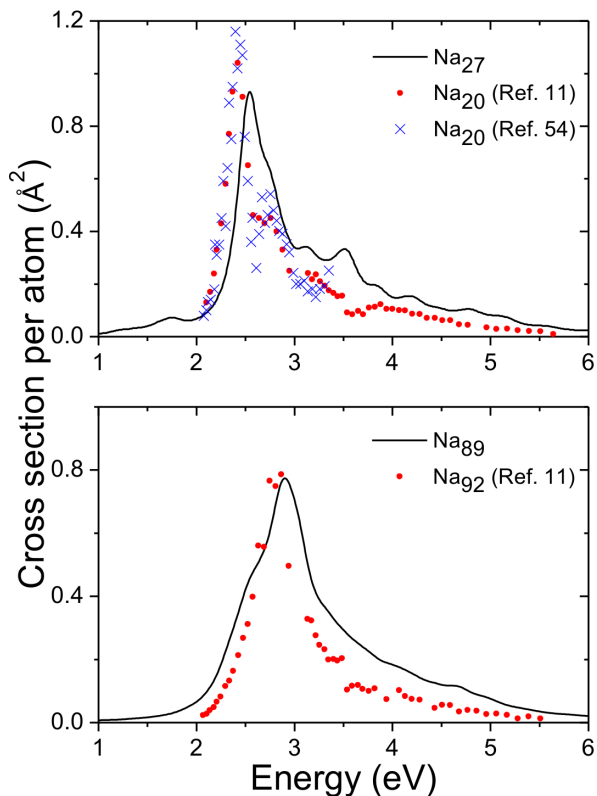 Cross section per atom (Å²)
1.2
0.8
0.4
0.0
Na₂₇
Na₂₀ (Ref. 11)
Na₂₀ (Ref. 54)
1 2 3 4 5 6
0.8
0.4
0.0
Na₈₉
Na₉₂ (Ref. 11)
1 2 3 4 5 6
Energy (eV)